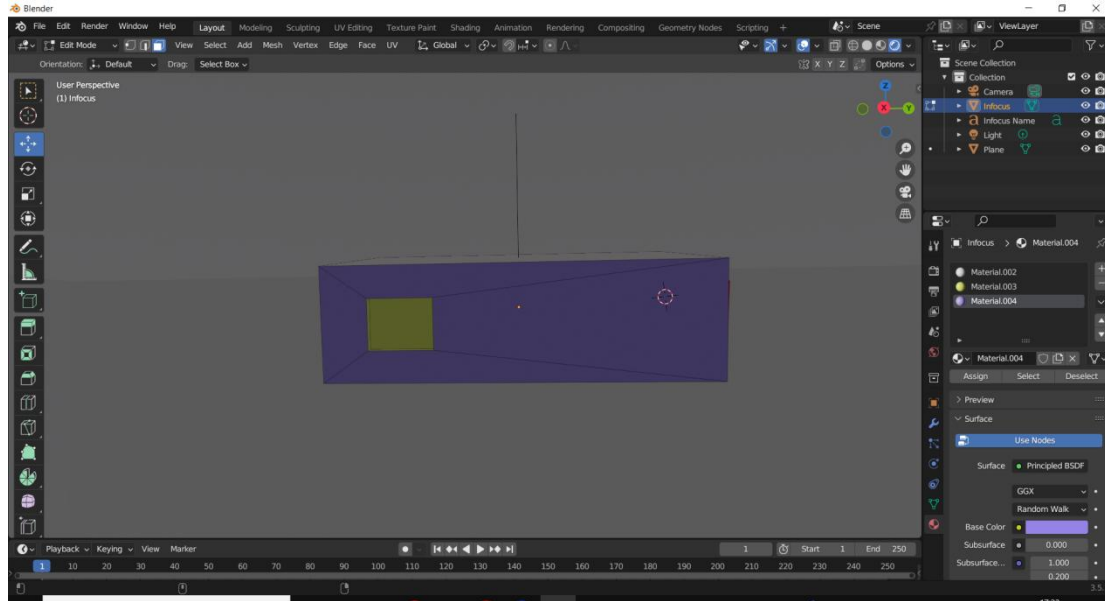 Blender
File Edit Render Window Help Layout Modeling Sculpting UV Editing Texture Paint Shading Animation Rendering Compositing Geometry Nodes Scripting + Scene ViewLayer
Edit Mode View Select Add Mesh Vertex Edge Face UV Global
Orientation: Default Drag: Select Box X Y Z Options
User Perspective
(1) Infocus
Z
X
Y
Scene Collection
Collection
Camera
Infocus
Infocus Name
Light
Plane
Infocus > Material.004
Material.002
Material.003
Material.004
Material.004
Assign Select Deselect
Preview
Surface
Use Nodes
Surface Principled BSDF
GGX
Random Walk
Base Color
Subsurface 0.000
Subsurface... 1.000
0.200
Playback Keying View Marker 1 Start 1 End 250
1 10 20 30 40 50 60 70 80 90 100 110 120 130 140 150 160 170 180 190 200 210 220 230 240 250
3.5.